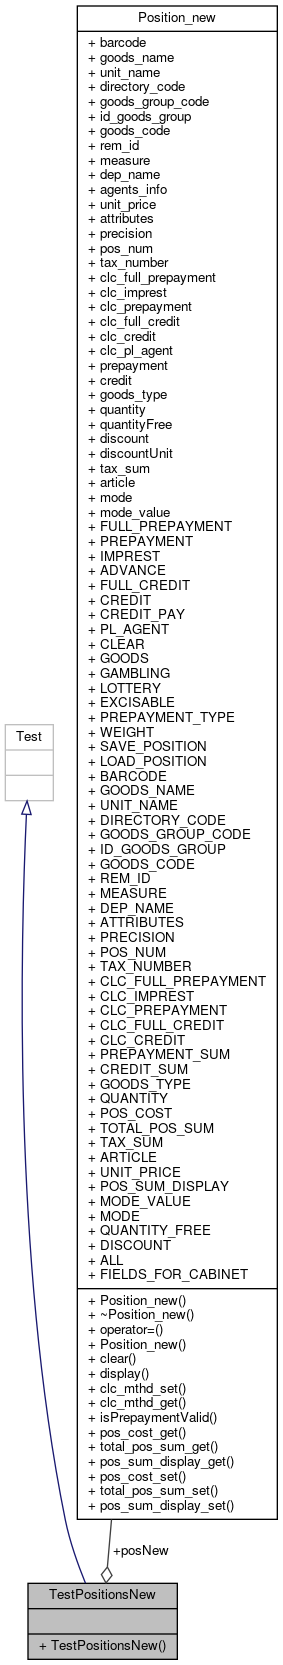 Position_new
+ barcode
+ goods_name
+ unit_name
+ directory_code
+ goods_group_code
+ id_goods_group
+ goods_code
+ rem_id
+ measure
+ dep_name
+ agents_info
+ unit_price
+ attributes
+ precision
+ pos_num
+ tax_number
+ clc_full_prepayment
+ clc_imprest
+ clc_prepayment
+ clc_full_credit
+ clc_credit
+ clc_pl_agent
+ prepayment
+ credit
+ goods_type
+ quantity
+ quantityFree
+ discount
+ discountUnit
+ tax_sum
+ article
+ mode
+ mode_value
+ FULL_PREPAYMENT
+ PREPAYMENT
+ IMPREST
+ ADVANCE
+ FULL_CREDIT
+ CREDIT
+ CREDIT_PAY
+ PL_AGENT
+ CLEAR
+ GOODS
+ GAMBLING
+ LOTTERY
+ EXCISABLE
+ PREPAYMENT_TYPE
+ WEIGHT
+ SAVE_POSITION
+ LOAD_POSITION
+ BARCODE
+ GOODS_NAME
+ UNIT_NAME
+ DIRECTORY_CODE
+ GOODS_GROUP_CODE
+ ID_GOODS_GROUP
+ GOODS_CODE
+ REM_ID
+ MEASURE
+ DEP_NAME
+ ATTRIBUTES
+ PRECISION
+ POS_NUM
+ TAX_NUMBER
+ CLC_FULL_PREPAYMENT
+ CLC_IMPREST
+ CLC_PREPAYMENT
+ CLC_FULL_CREDIT
+ CLC_CREDIT
+ PREPAYMENT_SUM
+ CREDIT_SUM
+ GOODS_TYPE
+ QUANTITY
+ POS_COST
+ TOTAL_POS_SUM
+ TAX_SUM
+ ARTICLE
+ UNIT_PRICE
+ POS_SUM_DISPLAY
+ MODE_VALUE
+ MODE
+ QUANTITY_FREE
+ DISCOUNT
+ ALL
+ FIELDS_FOR_CABINET
+ Position_new()
+ ~Position_new()
+ operator=()
+ Position_new()
+ clear()
+ display()
+ clc_mthd_set()
+ clc_mthd_get()
+ isPrepaymentValid()
+ pos_cost_get()
+ total_pos_sum_get()
+ pos_sum_display_get()
+ pos_cost_set()
+ total_pos_sum_set()
+ pos_sum_display_set()
Test
+posNew
TestPositionsNew
+ TestPositionsNew()